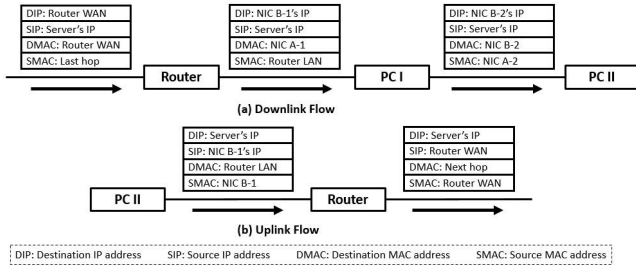 DIP: Router WAN
SIP: Server's IP
DMAC: Router WAN
SMAC: Last hop
DIP: NIC B-1's IP
SIP: Server's IP
DMAC: NIC A-1
SMAC: Router LAN
DIP: NIC B-2's IP
SIP: Server's IP
DMAC: NIC B-2
SMAC: NIC A-2
Router
PC I
PC II
(a) Downlink Flow
DIP: Server's IP
SIP: NIC B-1's IP
DMAC: Router LAN
SMAC: NIC B-1
DIP: Server's IP
SIP: Router WAN
DMAC: Next hop
SMAC: Router WAN
PC II
Router
(b) Uplink Flow
DIP: Destination IP address SIP: Source IP address DMAC: Destination MAC address SMAC: Source MAC address